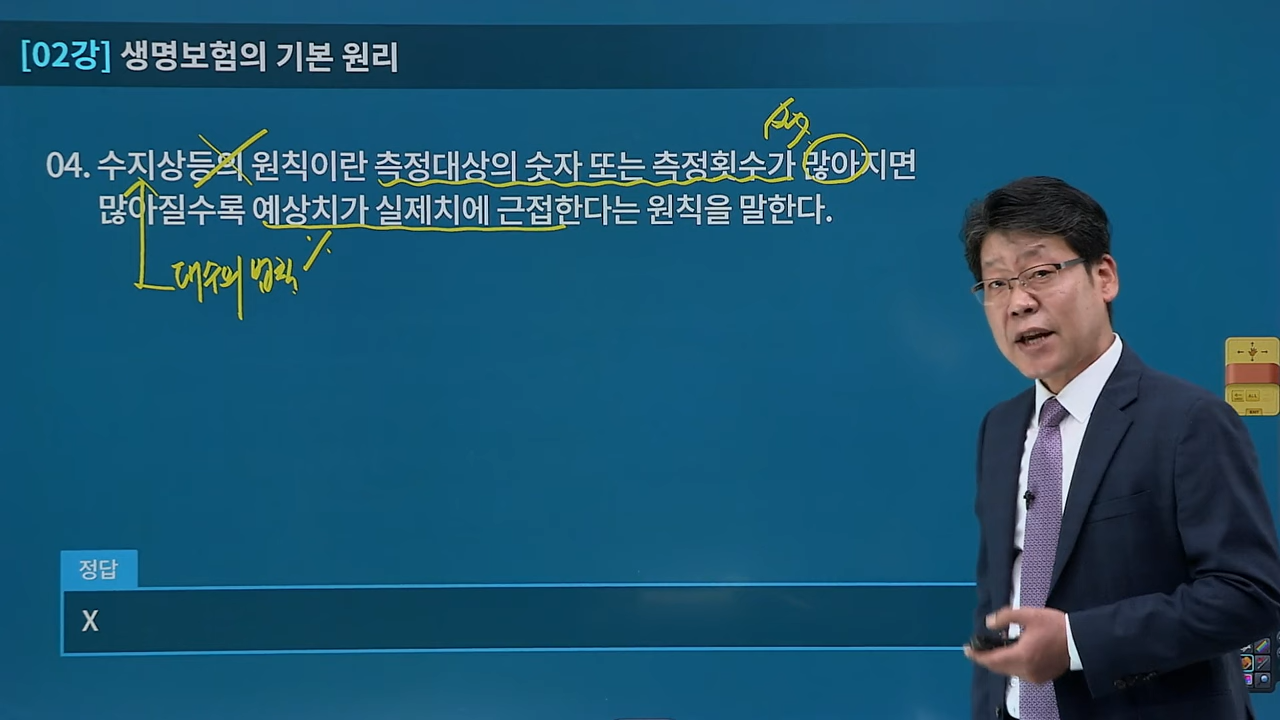 [02강] 생명보험의 기본 원리
04. 수지상등의 원칙이란 측정대상의 숫자 또는 측정횟수가 많아지면
많아질수록 예상치가 실제치에 근접한다는 원칙을 말한다.
대수의 법칙
정답
X